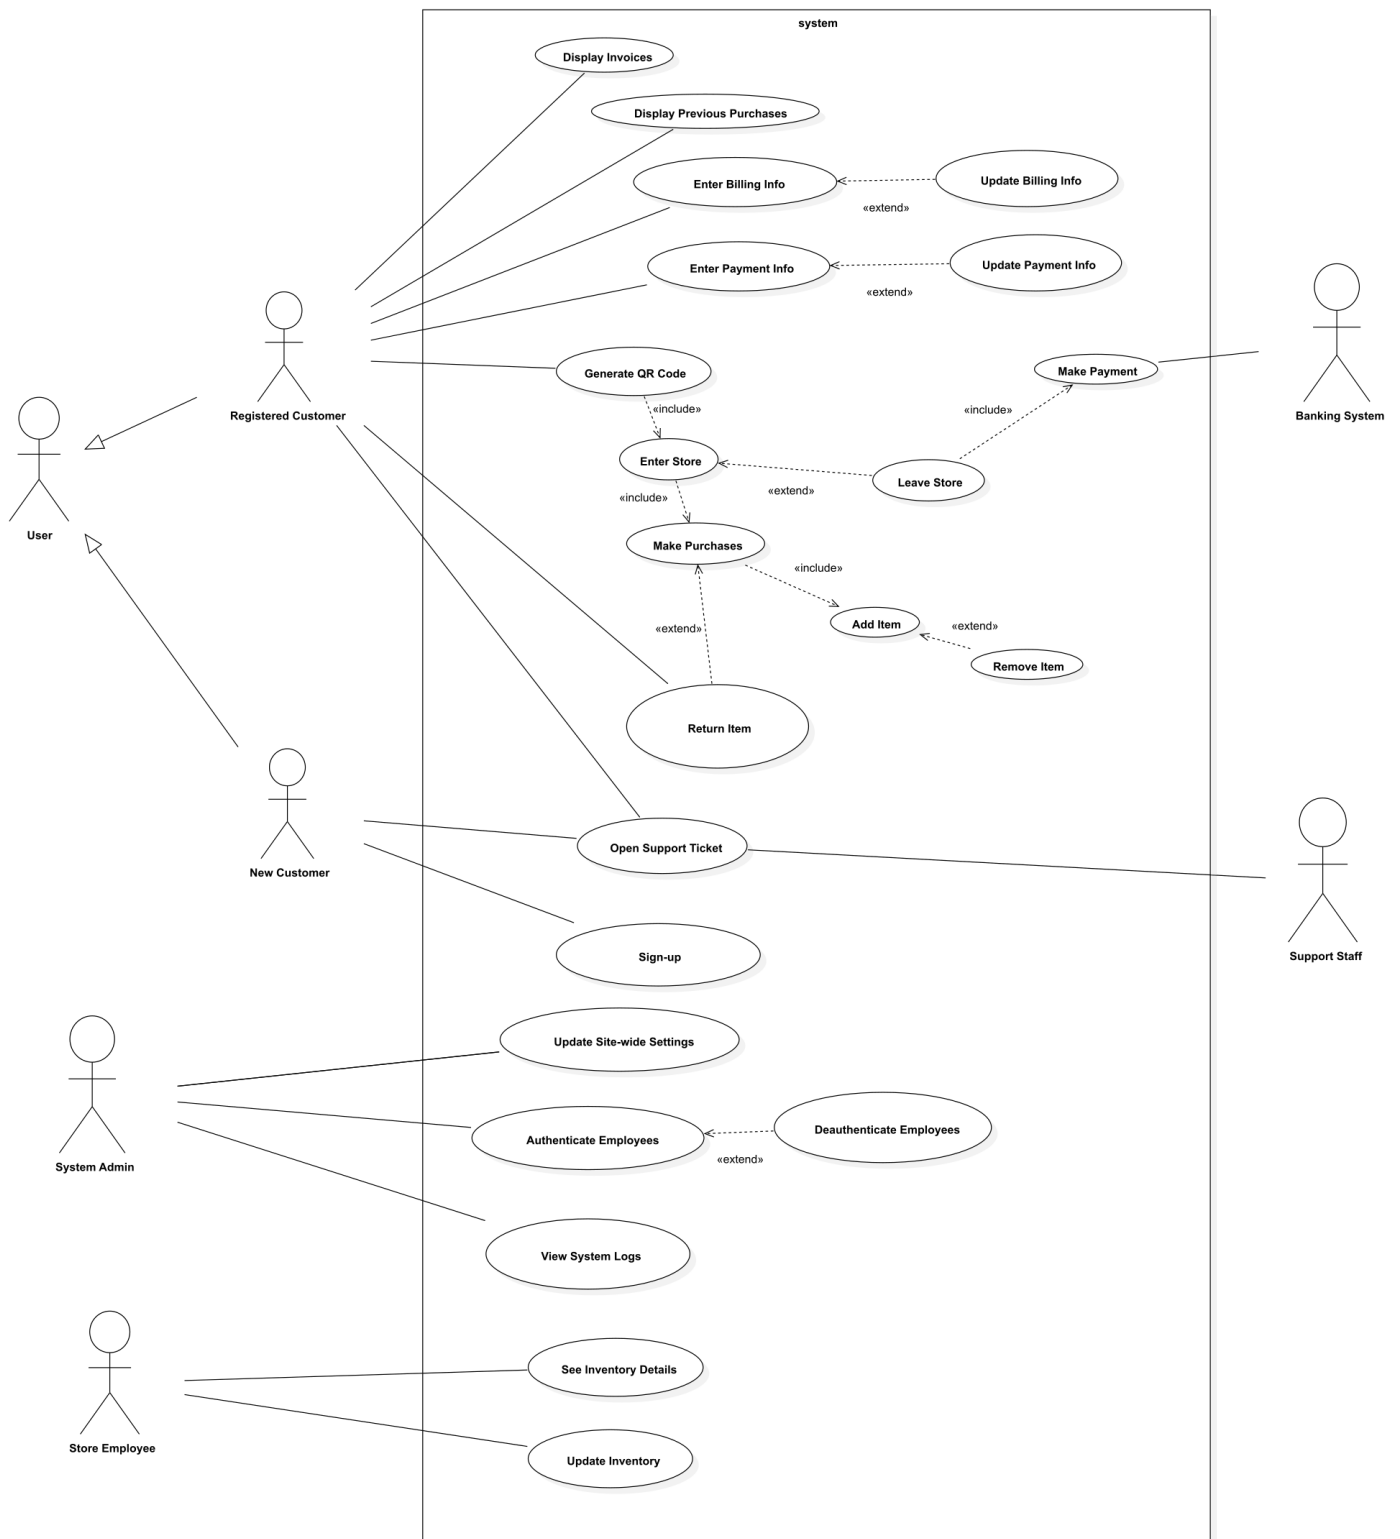 system
Display Invoices
Display Previous Purchases
Enter Billing Info
Update Billing Info
«extend»
Enter Payment Info
Update Payment Info
«extend»
Generate QR Code
Make Payment
«include»
«include»
Registered Customer
Banking System
Enter Store
Leave Store
«extend»
«include»
User
Make Purchases
«include»
Add Item
«extend»
«extend»
Remove Item
Return Item
Open Support Ticket
New Customer
Sign-up
Support Staff
Update Site-wide Settings
Authenticate Employees
Deauthenticate Employees
«extend»
System Admin
View System Logs
See Inventory Details
Store Employee
Update Inventory